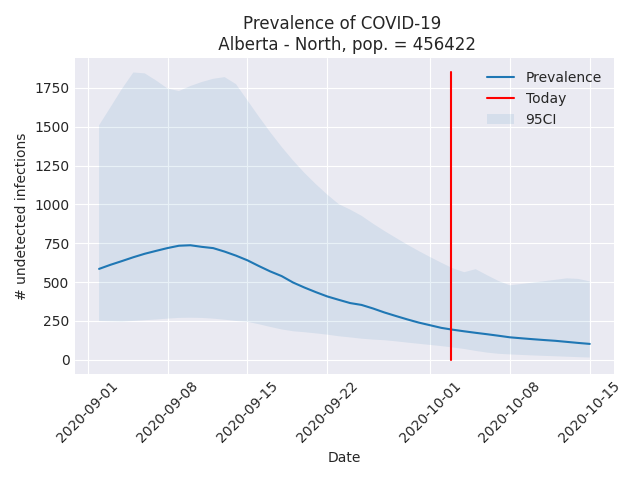 Prevalence of COVID-19
Alberta - North, pop. = 456422
Prevalence
Today
95CI
# undetected infections
1750
1500
1250
1000
750
500
250
0
2020-09-01
2020-09-08
2020-09-15
2020-09-22
2020-10-01
2020-10-08
2020-10-15
Date